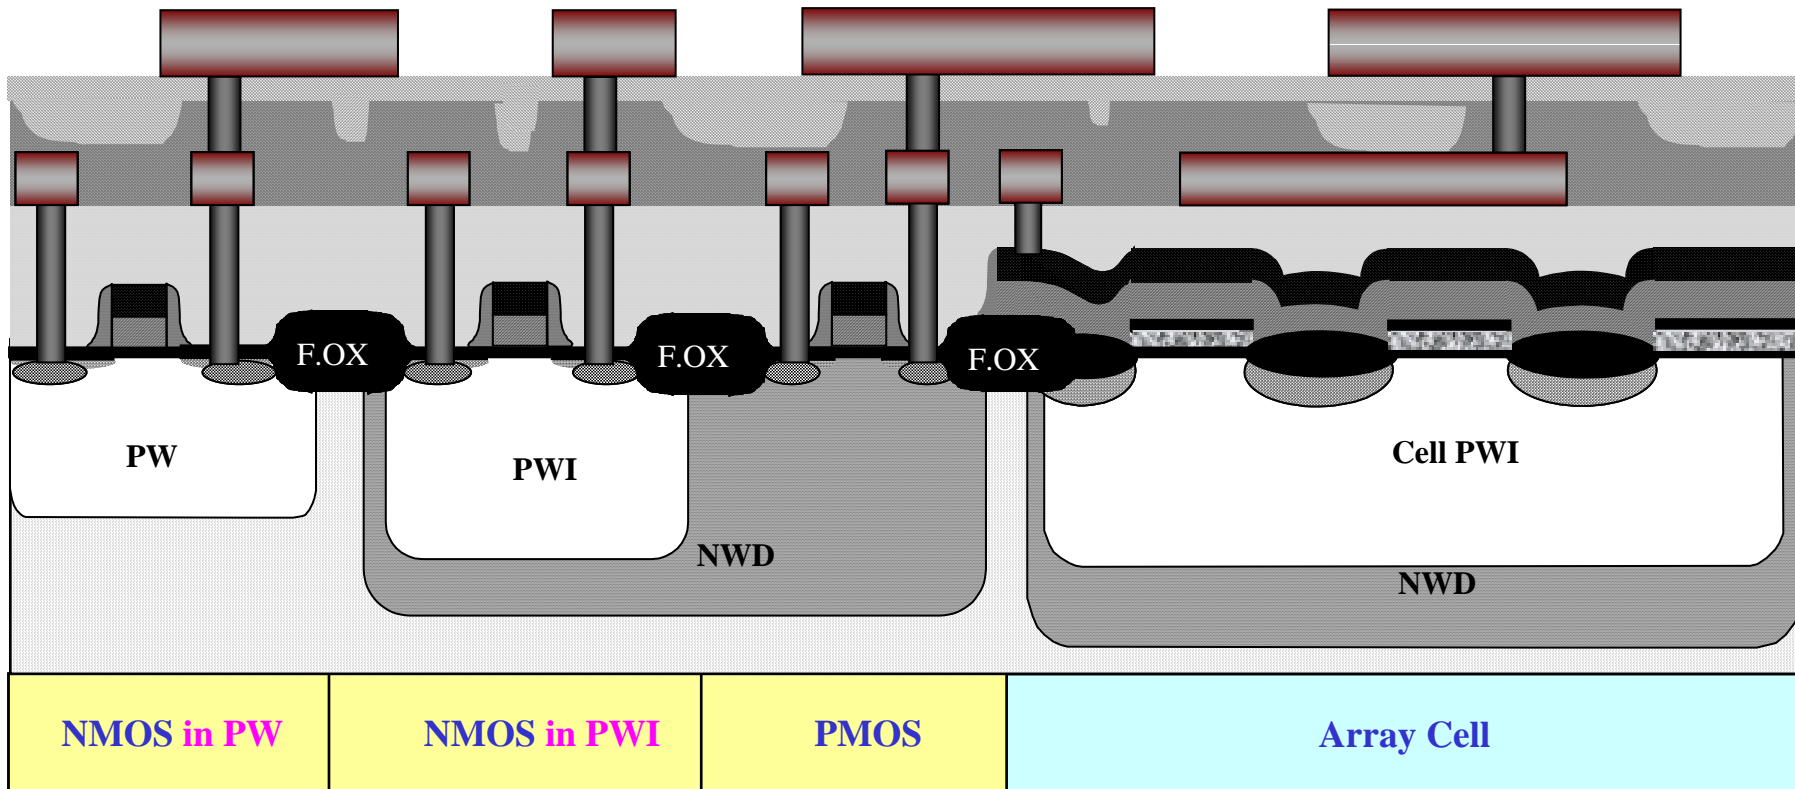 F.OX
F.OX
F.OX
PW
PWI
Cell PWI
NWD
NWD
NMOS in PW
NMOS in PWI
PMOS
Array Cell